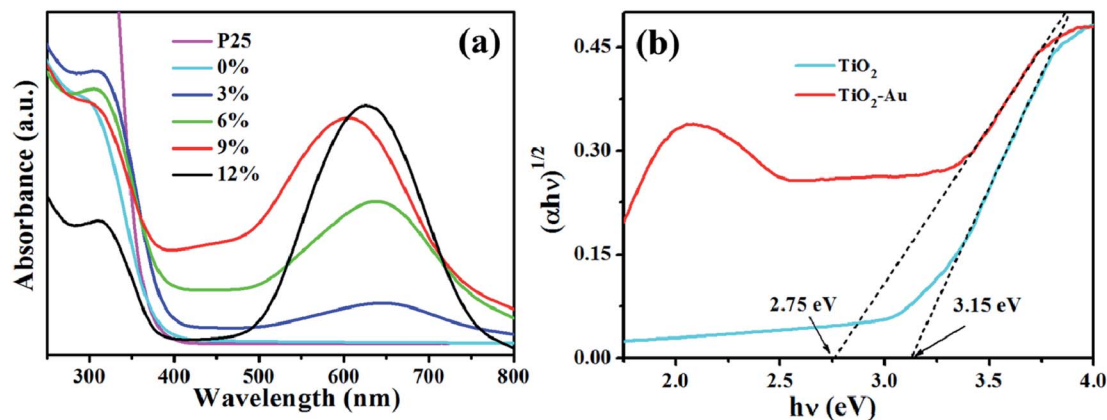 (a)
P25
0%
3%
6%
9%
12%
Absorbance (a.u.)
300 400 500 600 700 800
Wavelength (nm)
(b)
TiO₂
TiO₂-Au
(αhν)¹/²
0.45
0.30
0.15
0.00
2.75 eV
3.15 eV
2.0 2.5 3.0 3.5 4.0
hν (eV)